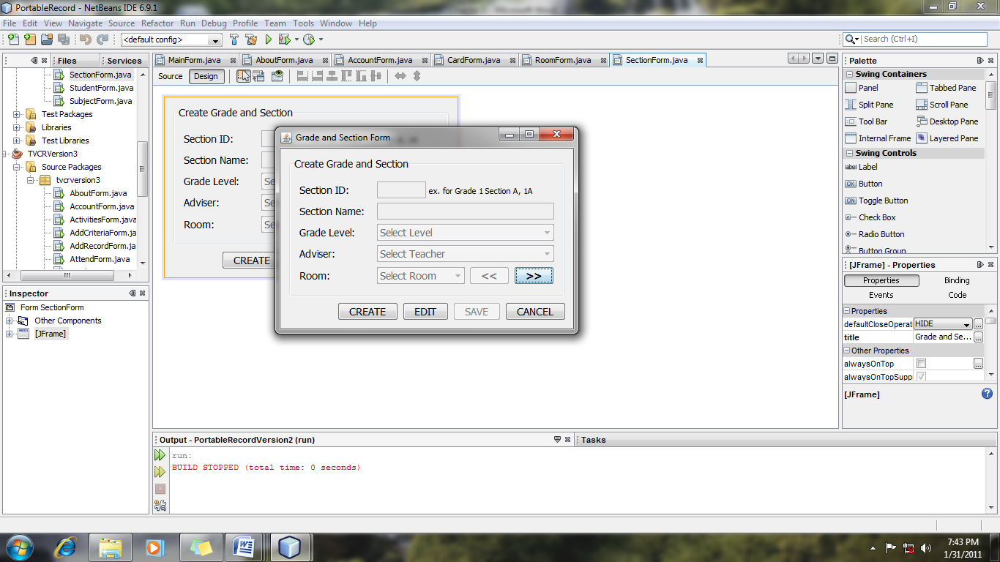 PortableRecord - NetBeans IDE 6.9.1
File Edit View Navigate Source Refactor Run Debug Profile Team Tools Window Help
<default config>
Search (Ctrl+I)
Files Services
SectionForm.java
StudentForm.java
SubjectForm.java
Test Packages
Libraries
Test Libraries
TVCRVersion3
Source Packages
tvcrversion3
AboutForm.java
AccountForm.java
ActivitiesForm.java
AddCriteriaForm.ja
AddRecordForm.ja
AttendForm.java
Inspector
Form SectionForm
Other Components
[JFrame]
MainForm.java AboutForm.java AccountForm.java CardForm.java RoomForm.java SectionForm.java
Source Design
Create Grade and Section
Section ID:
Section Name:
Grade Level: Se
Adviser: Se
Room: Se
CREATE
Grade and Section Form
Create Grade and Section
Section ID: ex. for Grade 1 Section A, 1A
Section Name:
Grade Level: Select Level
Adviser: Select Teacher
Room: Select Room << >>
CREATE EDIT SAVE CANCEL
Palette
Swing Containers
Panel Tabbed Pane
Split Pane Scroll Pane
Tool Bar Desktop Pane
Internal Frame Layered Pane
Swing Controls
Label
Button
Toggle Button
Check Box
Radio Button
Button Group
[JFrame] - Properties
Properties Binding
Events Code
Properties
defaultCloseOperat HIDE ...
title Grade and Se... ...
Other Properties
alwaysOnTop ...
alwaysOnTopSupp
[JFrame]
Output - PortableRecordVersion2 (run)
Tasks
run:
BUILD STOPPED (total time: 0 seconds)
7:43 PM
1/31/2011